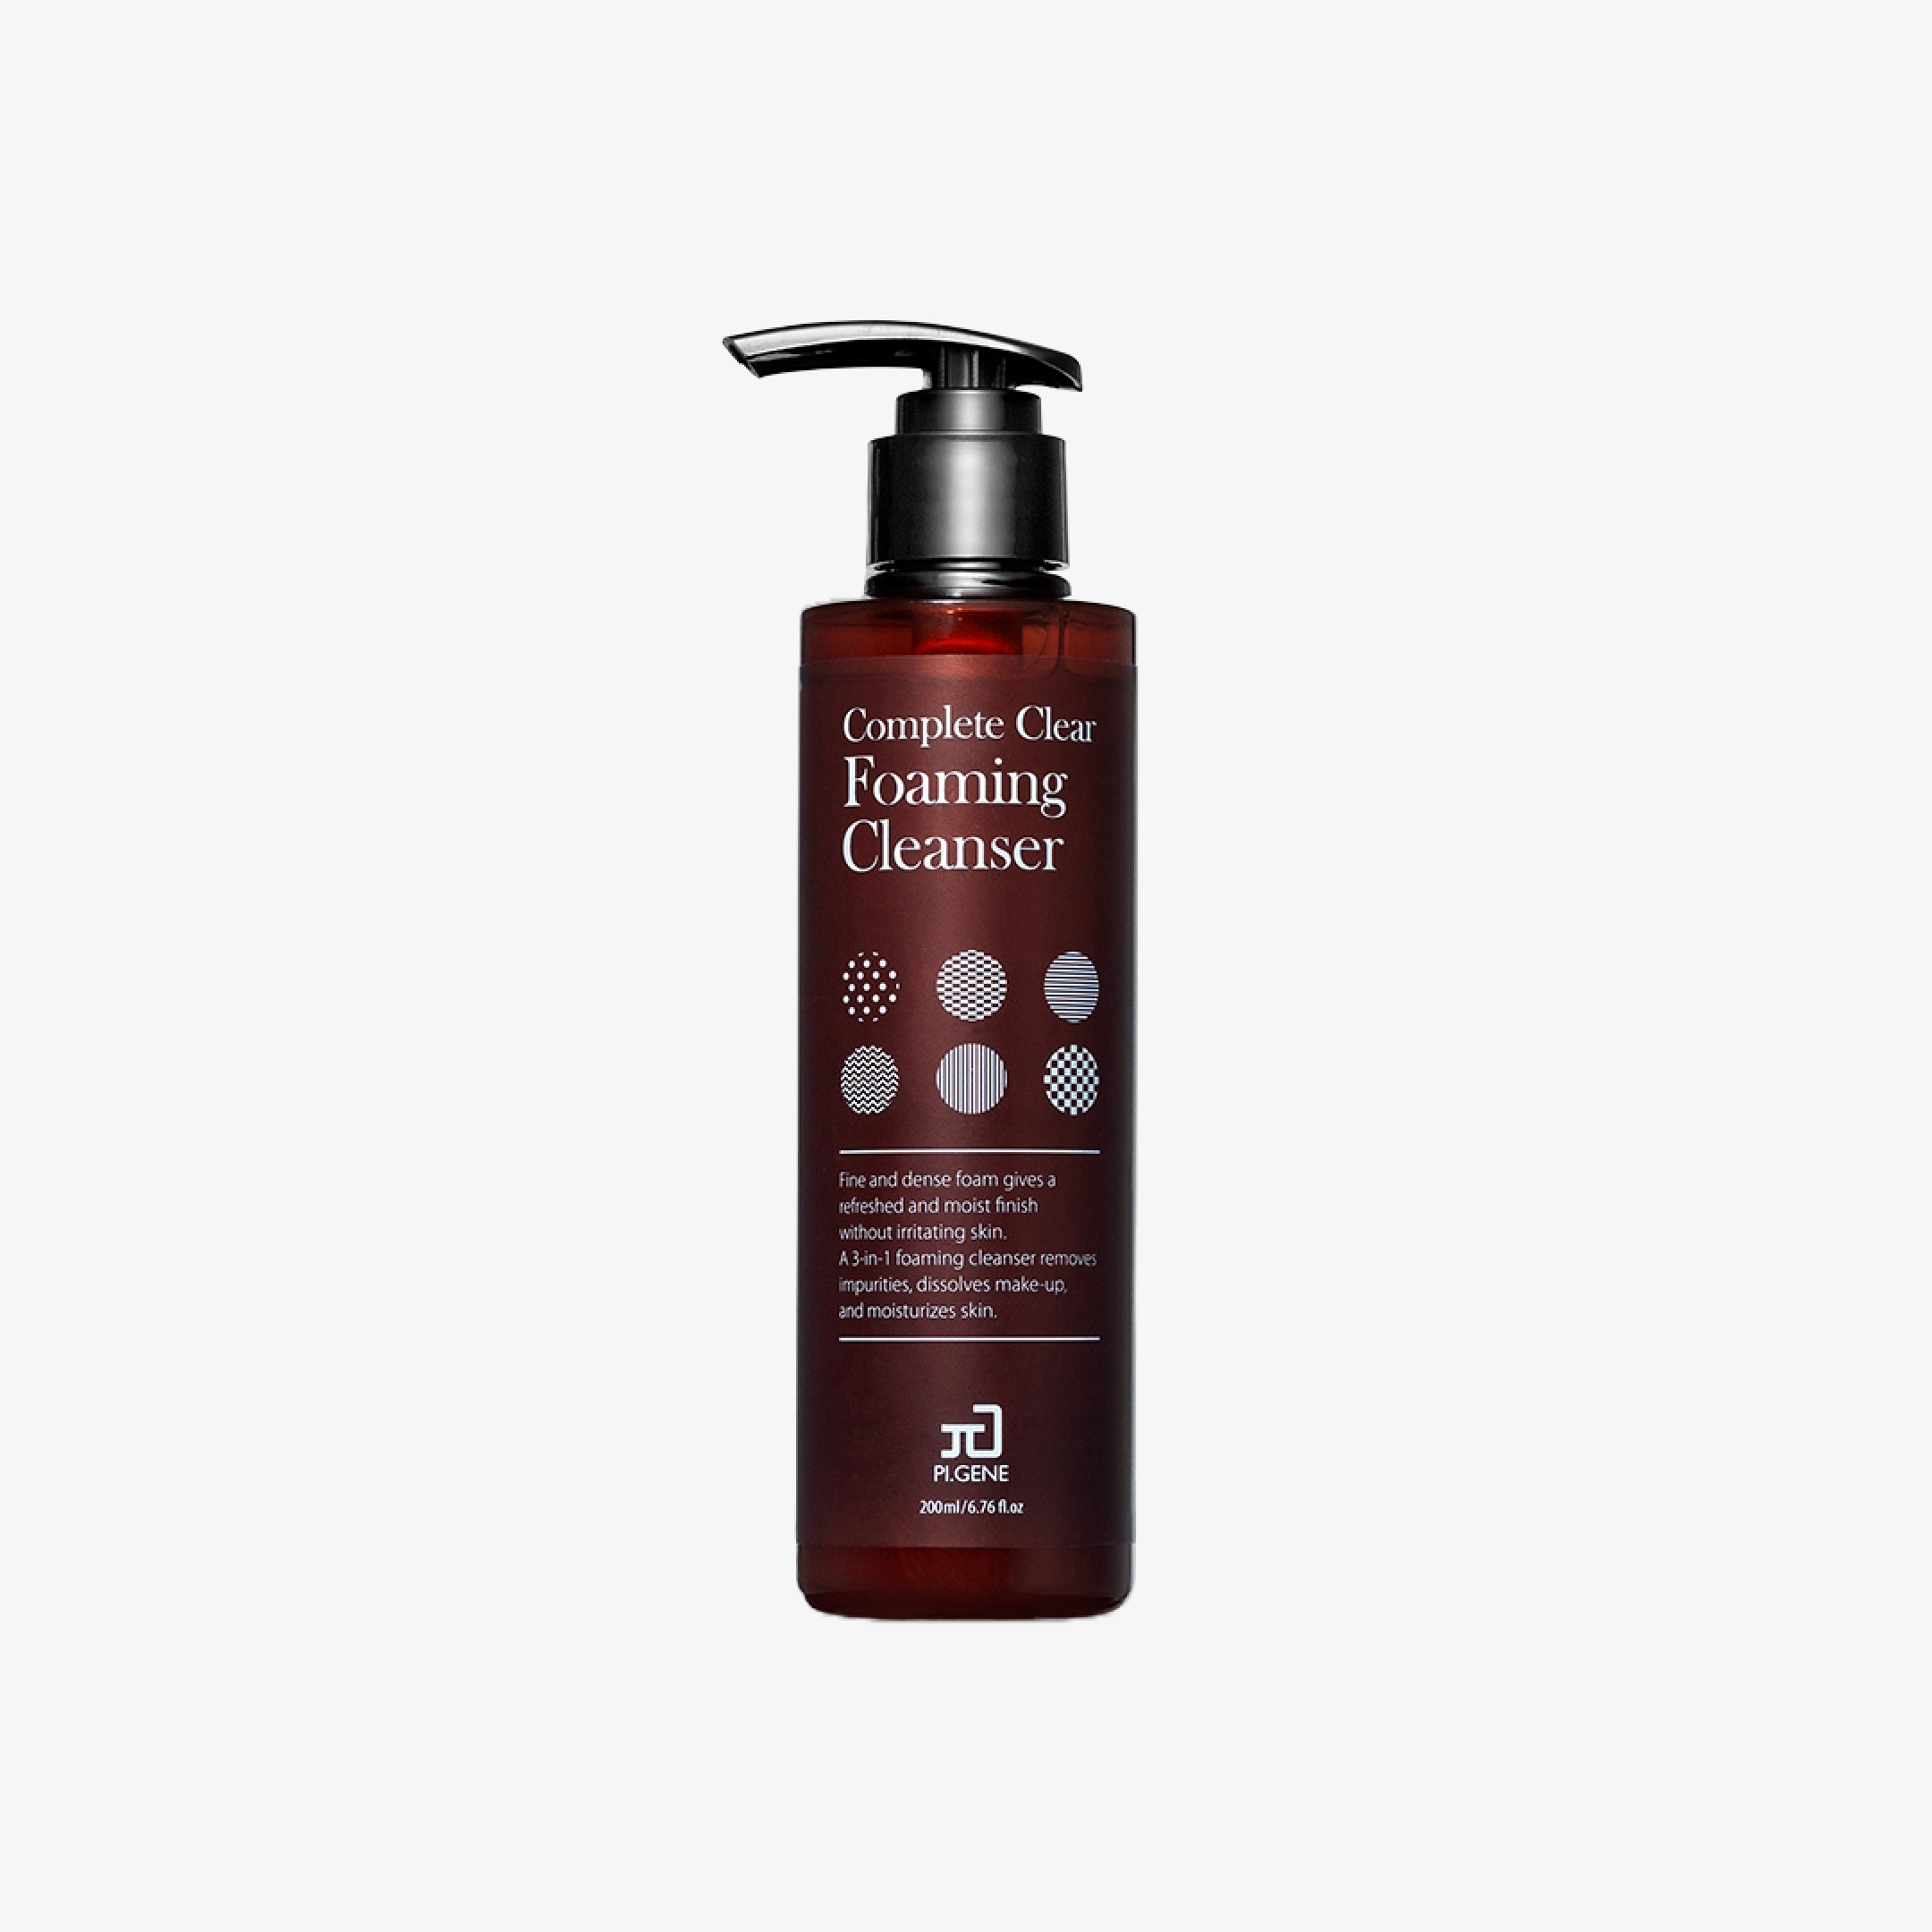 Complete Clear
Foaming
Cleanser
Fine and dense foam gives a
refreshed and moist finish
without irritating skin.
A 3-in-1 foaming cleanser removes
impurities, dissolves make-up,
and moisturizes skin.
PI.GENE
200ml/6.76 fl.oz